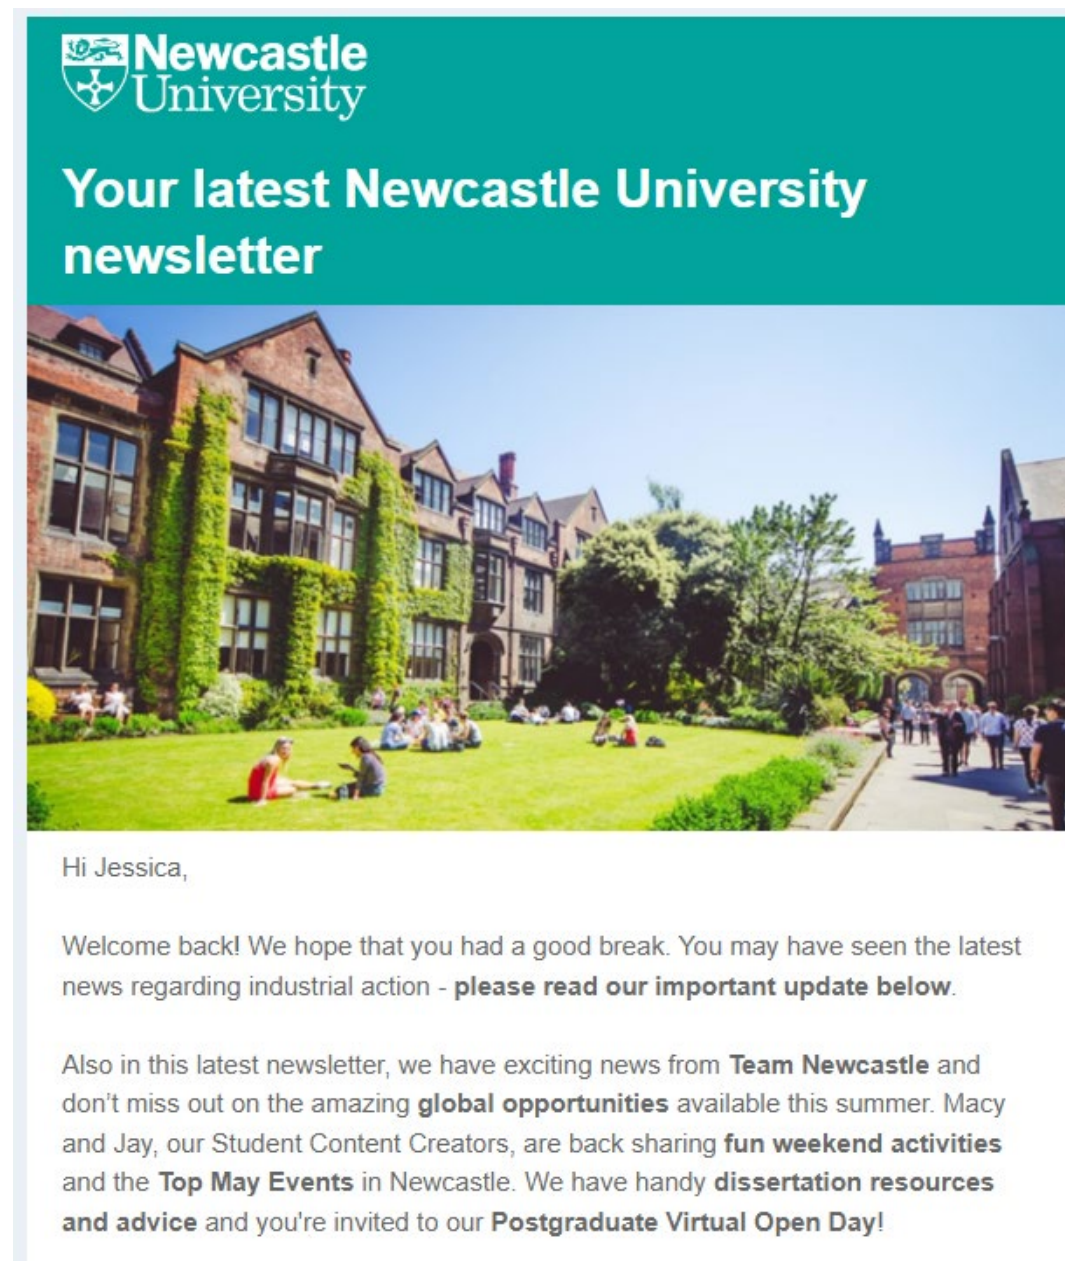 Newcastle
University
Your latest Newcastle University
newsletter
Hi Jessica,
Welcome back! We hope that you had a good break. You may have seen the latest
news regarding industrial action - please read our important update below.
Also in this latest newsletter, we have exciting news from Team Newcastle and
don’t miss out on the amazing global opportunities available this summer. Macy
and Jay, our Student Content Creators, are back sharing fun weekend activities
and the Top May Events in Newcastle. We have handy dissertation resources
and advice and you're invited to our Postgraduate Virtual Open Day!